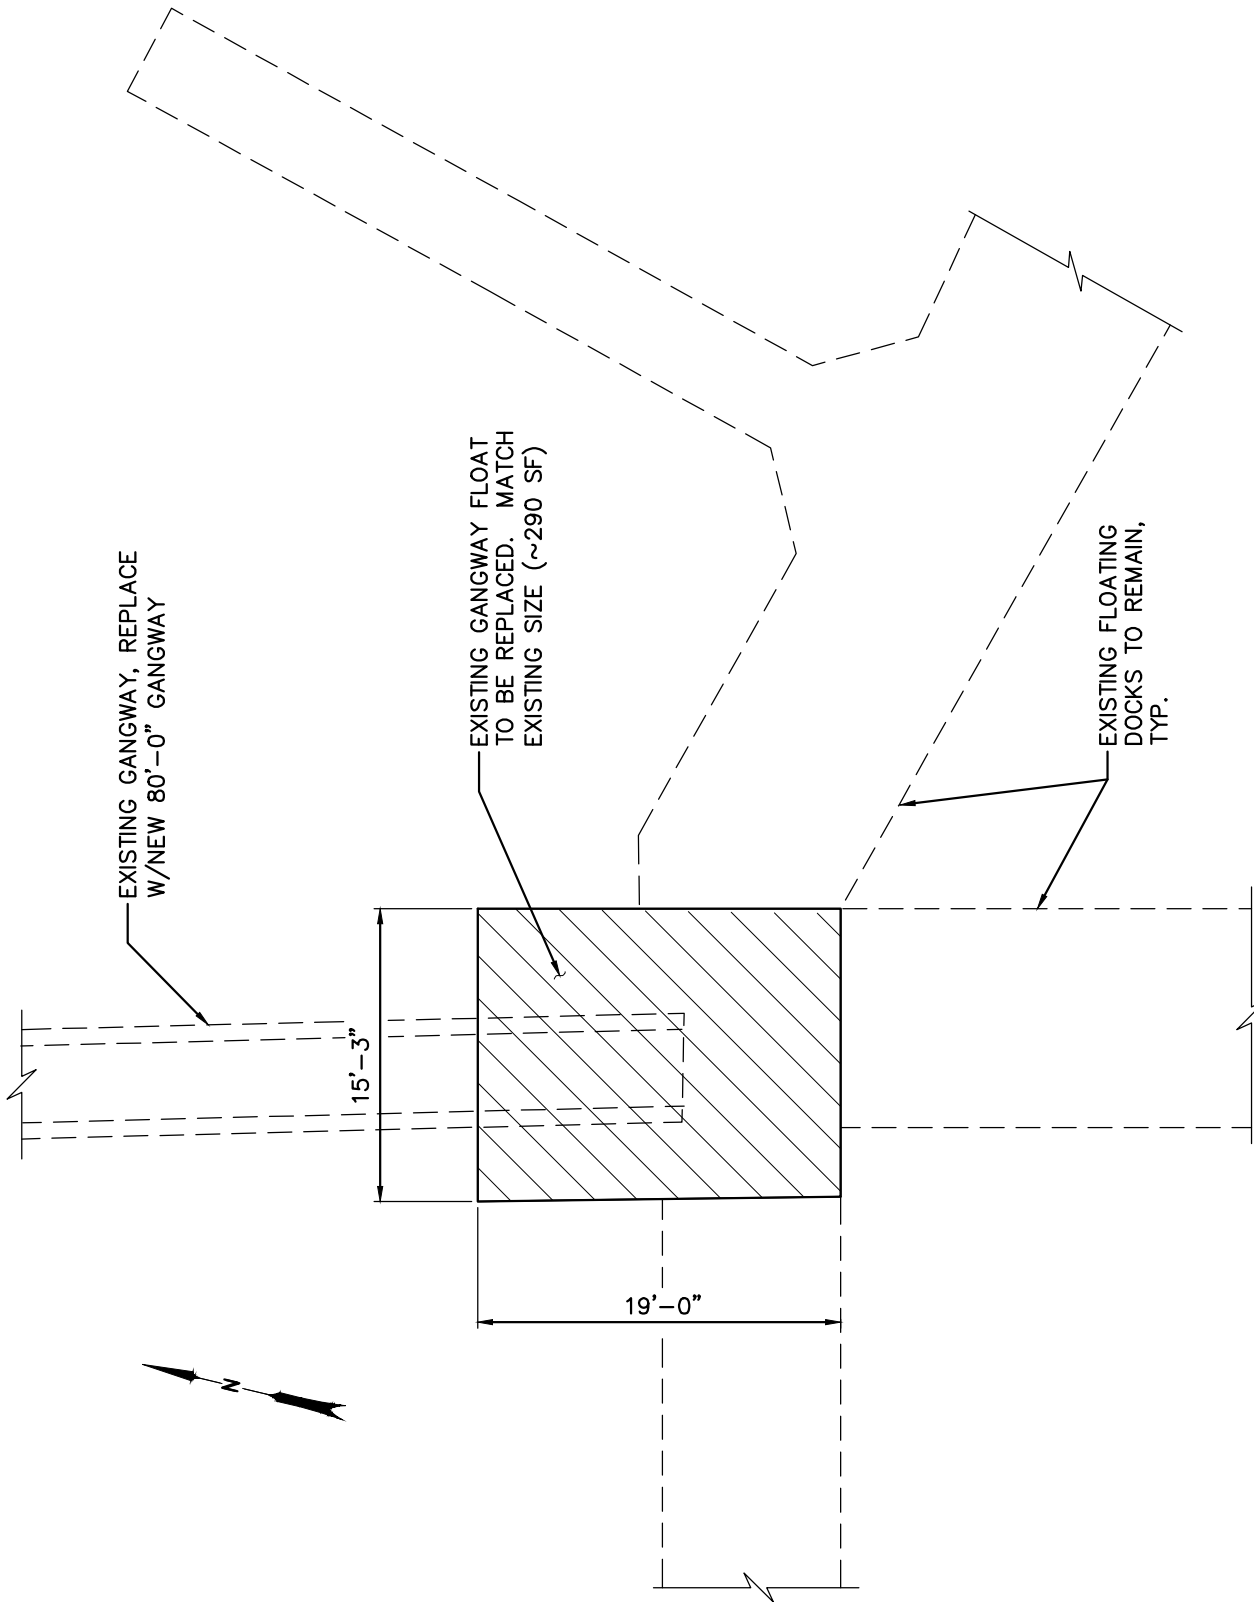 EXISTING GANGWAY, REPLACE
W/NEW 80'-0" GANGWAY
EXISTING GANGWAY FLOAT
TO BE REPLACED. MATCH
EXISTING SIZE (~290 SF)
EXISTING FLOATING
DOCKS TO REMAIN,
TYP.
15'-3"
19'-0"
N